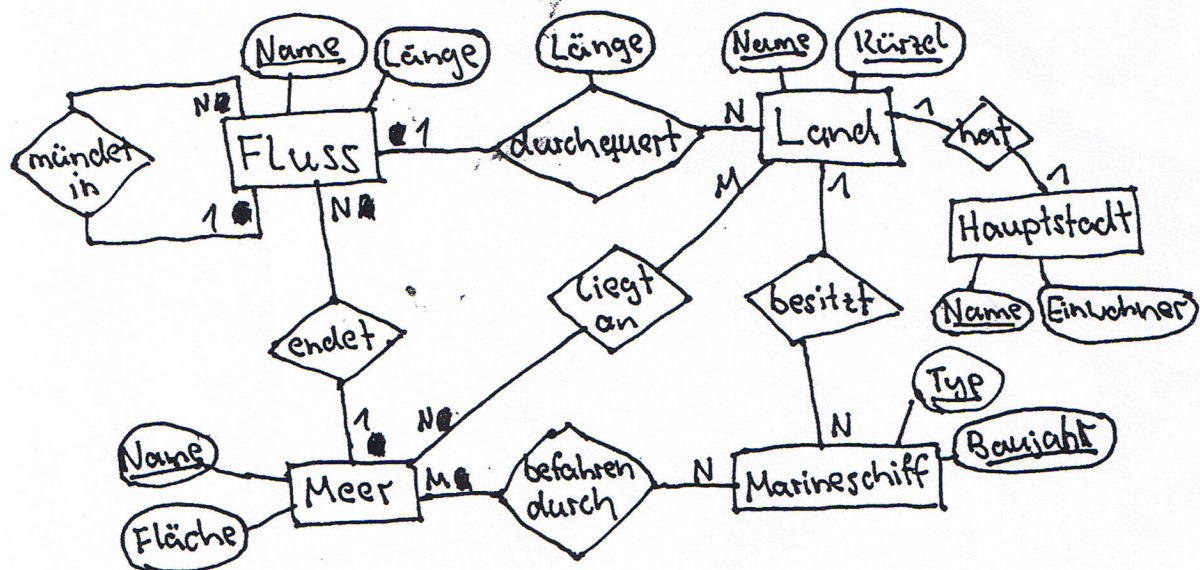 Name
Länge
Länge
Name
Kürzel
N
Fluss
1
durchquert
N
Land
1
hat
mündet
in
1
N
M
1
1
Hauptstadt
liegt
an
besitzt
Name
Einwohner
endet
1
N
N
Typ
Baujahr
Name
Meer
M
befahren
durch
N
Marineschiff
Fläche